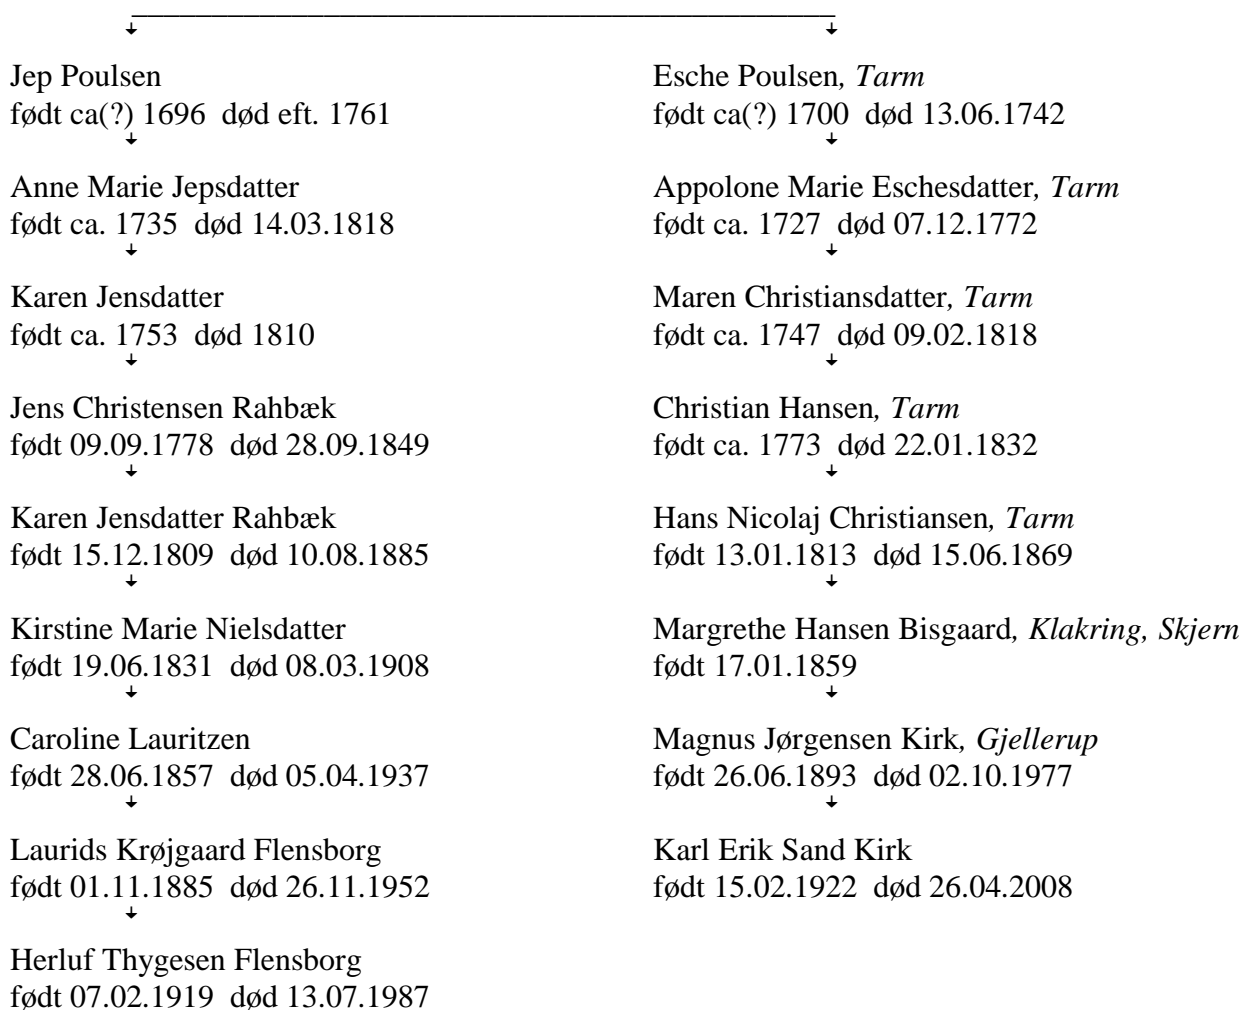 Jep Poulsen
født ca(?) 1696 død eft. 1761
Anne Marie Jepsdatter
født ca. 1735 død 14.03.1818
Karen Jensdatter
født ca. 1753 død 1810
Jens Christensen Rahbæk
født 09.09.1778 død 28.09.1849
Karen Jensdatter Rahbæk
født 15.12.1809 død 10.08.1885
Kirstine Marie Nielsdatter
født 19.06.1831 død 08.03.1908
Caroline Lauritzen
født 28.06.1857 død 05.04.1937
Laurids Krøjgaard Flensborg
født 01.11.1885 død 26.11.1952
Herluf Thygesen Flensborg
født 07.02.1919 død 13.07.1987
Esche Poulsen, Tarm
født ca(?) 1700 død 13.06.1742
Appolone Marie Eschesdatter, Tarm
født ca. 1727 død 07.12.1772
Maren Christiansdatter, Tarm
født ca. 1747 død 09.02.1818
Christian Hansen, Tarm
født ca. 1773 død 22.01.1832
Hans Nicolaj Christiansen, Tarm
født 13.01.1813 død 15.06.1869
Margrethe Hansen Bisgaard, Klakring, Skjern
født 17.01.1859
Magnus Jørgensen Kirk, Gjellerup
født 26.06.1893 død 02.10.1977
Karl Erik Sand Kirk
født 15.02.1922 død 26.04.2008